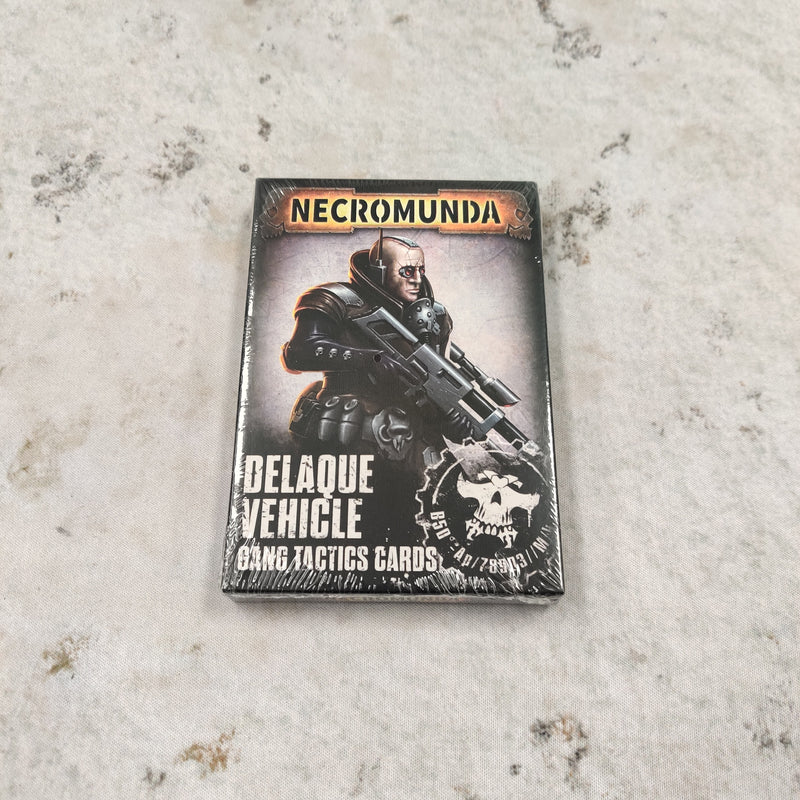 NECROMUNDA
DELAQUE
VEHICLE
GANG TACTICS CARDS